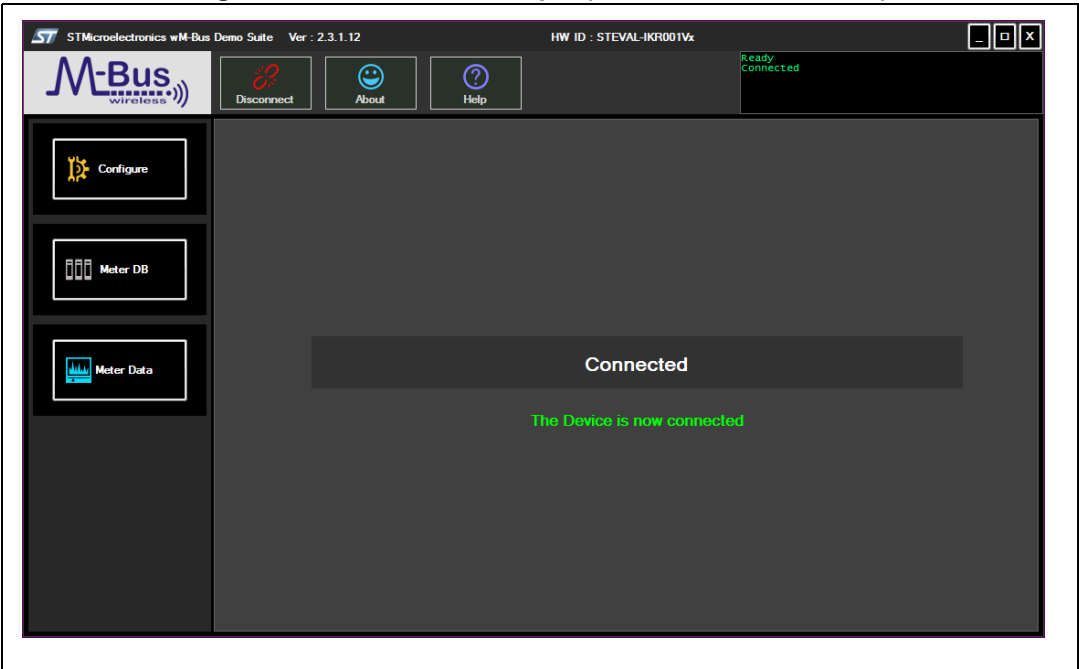 STMicroelectronics wM-Bus Demo Suite Ver : 2.3.1.12 HW ID : STEVAL-IKR001Vx
M-Bus
wireless
Disconnect
About
Help
Ready
Connected
Configure
Meter DB
Meter Data
Connected
The Device is now connected